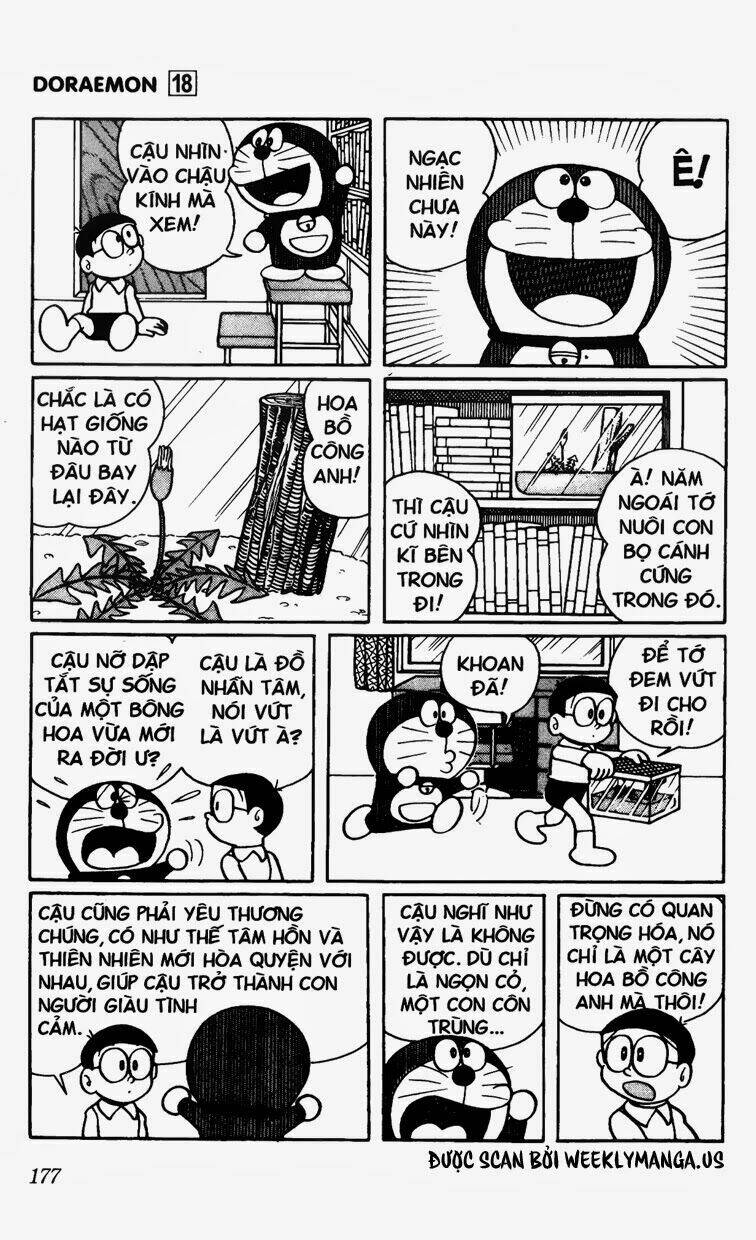 DORAEMON 18
Ê!
NGẠC
NHIÊN
CHƯA
NÀY!
CẬU NHÌN
VÀO CHẬU
KÍNH MÀ
XEM!
À! NĂM
NGOÁI TỚ
NUÔI CON
BỌ CÁNH
CỨNG
TRONG ĐÓ.
THÌ CẬU
CỨ NHÌN
KĨ BÊN
TRONG
ĐI!
HOA
BỒ
CÔNG
ANH!
CHẮC LÀ CÓ
HẠT GIỐNG
NÀO TỪ
ĐÂU BAY
LẠI ĐÂY.
ĐỂ TỚ
ĐEM VỨT
ĐI CHO
RỒI!
KHOAN
ĐÃ!
CẬU LÀ ĐỒ
NHẪN TÂM,
NÓI VỨT
LÀ VỨT À?
CẬU NỠ DẬP
TẮT SỰ SỐNG
CỦA MỘT BÔNG
HOA VỪA MỚI
RA ĐỜI Ư?
ĐỪNG CÓ QUAN
TRỌNG HÓA, NÓ
CHỈ LÀ MỘT CÂY
HOA BỒ CÔNG
ANH MÀ THÔI!
CẬU NGHĨ NHƯ
VẬY LÀ KHÔNG
ĐƯỢC. DÙ CHỈ
LÀ NGỌN CỎ,
MỘT CON CÔN
TRÙNG...
CẬU CŨNG PHẢI YÊU THƯƠNG
CHÚNG, CÓ NHƯ THẾ TÂM HỒN VÀ
THIÊN NHIÊN MỚI HÒA QUYỆN VỚI
NHAU, GIÚP CẬU TRỞ THÀNH CON
NGƯỜI GIÀU TÌNH
CẢM.
ĐƯỢC SCAN BỞI WEEKLYMANGA.US
177